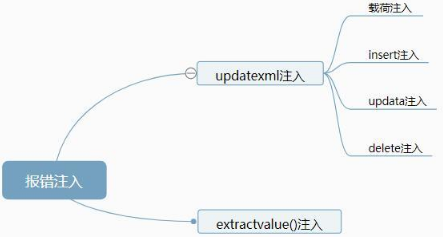 载荷注入
insert注入
updatexml注入
updata注入
delete注入
报错注入
extractvalue()注入